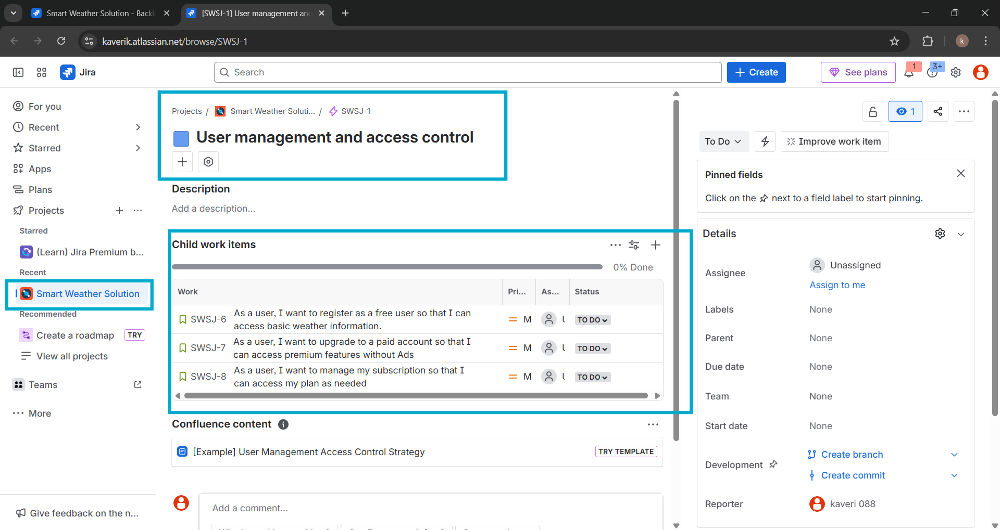 Smart Weather Solution - Backl
[SWSJ-1] User management an
kaverik.atlassian.net/browse/SWSJ-1
k
Jira
Search
Create
See plans
1
3+
For you
Recent
Starred
Apps
Plans
Projects
Starred
(Learn) Jira Premium b...
Recent
Smart Weather Solution
Recommended
Create a roadmap
TRY
View all projects
Teams
More
Give feedback on the n...
Projects / Smart Weather Soluti... / SWSJ-1
User management and access control
Description
Add a description...
Child work items
0% Done
Work Pri... As... Status
SWSJ-6 As a user, I want to register as a free user so that I can access basic weather information. M TO DO
SWSJ-7 As a user, I want to upgrade to a paid account so that I can access premium features without Ads M TO DO
SWSJ-8 As a user, I want to manage my subscription so that I can access my plan as needed M TO DO
Confluence content
[Example] User Management Access Control Strategy
TRY TEMPLATE
Add a comment...
1
To Do
Improve work item
Pinned fields
Click on the next to a field label to start pinning.
Details
Assignee
Unassigned
Assign to me
Labels None
Parent None
Due date None
Team None
Start date None
Development
Create branch
Create commit
Reporter kaveri 088